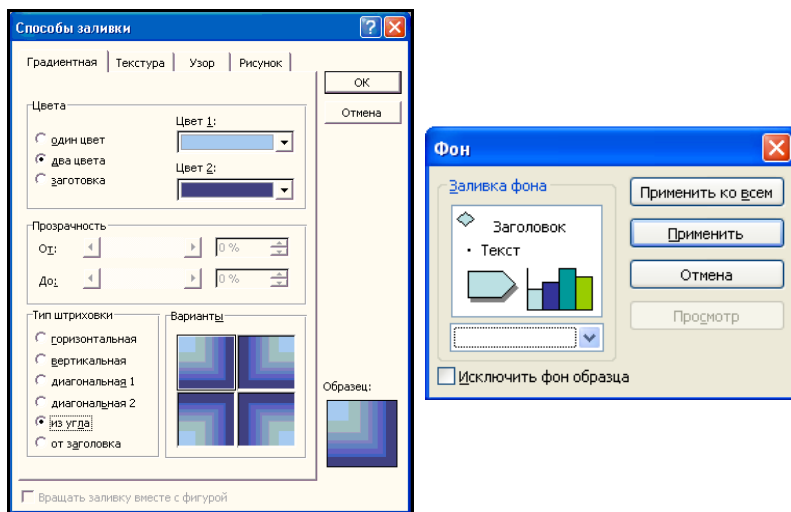 Способы заливки
Градиентная
Текстура
Узор
Рисунок
ОК
Отмена
Цвета
один цвет
два цвета
заготовка
Цвет 1:
Цвет 2:
Прозрачность
От:
0 %
До:
0 %
Тип штриховки
горизонтальная
вертикальная
диагональная 1
диагональная 2
из угла
от заголовка
Варианты
Образец:
Вращать заливку вместе с фигурой
Фон
Заливка фона
Заголовок
• Текст
Применить ко всем
Применить
Отмена
Просмотр
Исключить фон образца